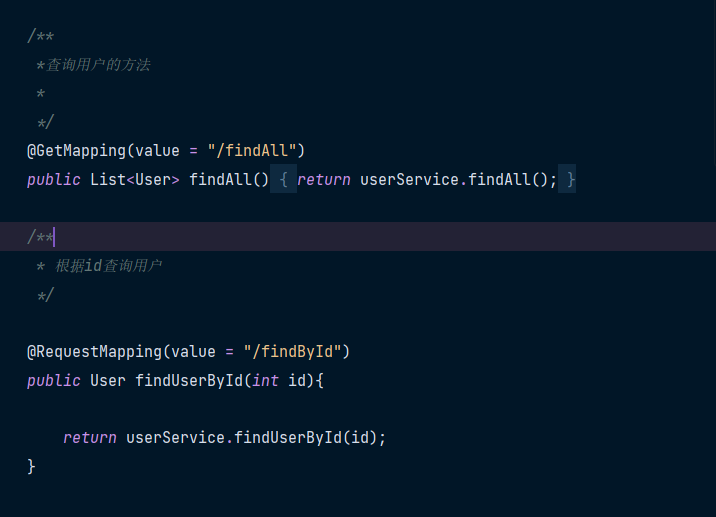 /**
 *查询用户的方法
 *
 */
@GetMapping(value = "/findAll")
public List<User> findAll() { return userService.findAll(); }
/**
 * 根据id查询用户
 */
@RequestMapping(value = "/findById")
public User findUserById(int id){
    return userService.findUserById(id);
}